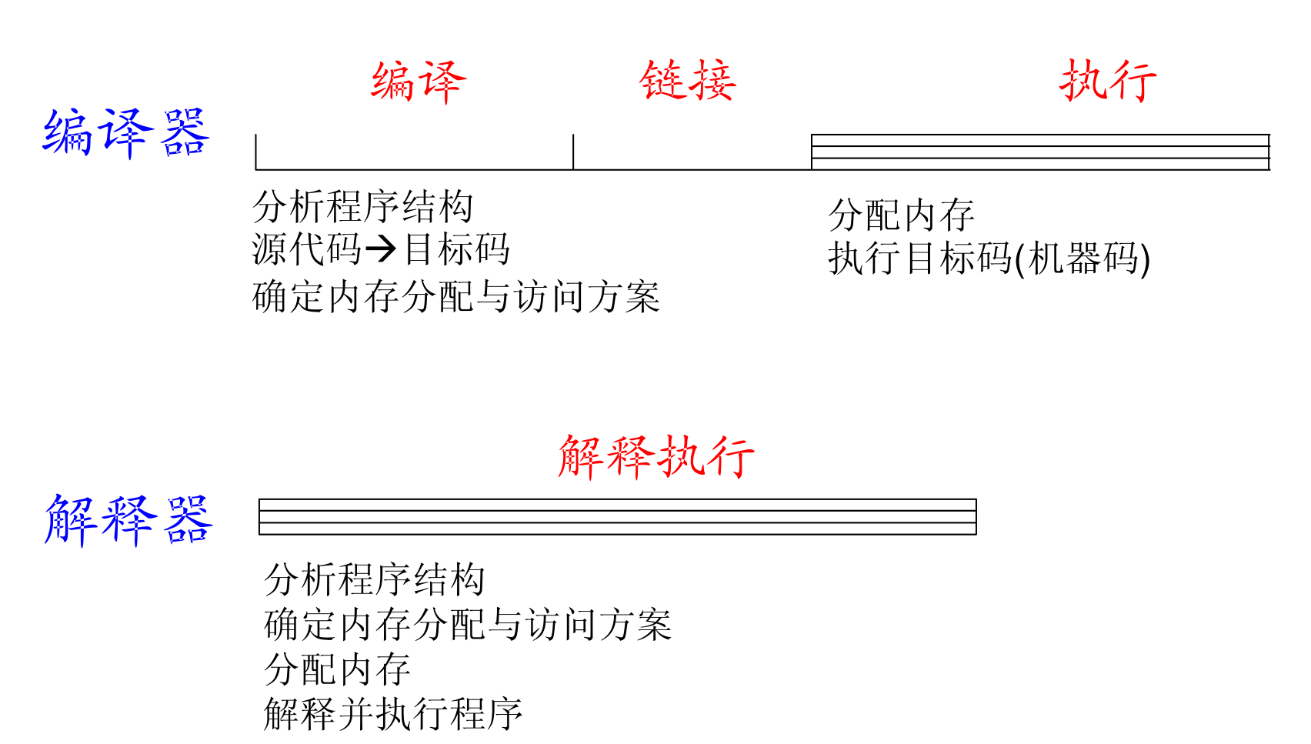 编译 链接 执行
编译器
分析程序结构
源代码→目标码
确定内存分配与访问方案
分配内存
执行目标码(机器码)
解释执行
解释器
分析程序结构
确定内存分配与访问方案
分配内存
解释并执行程序